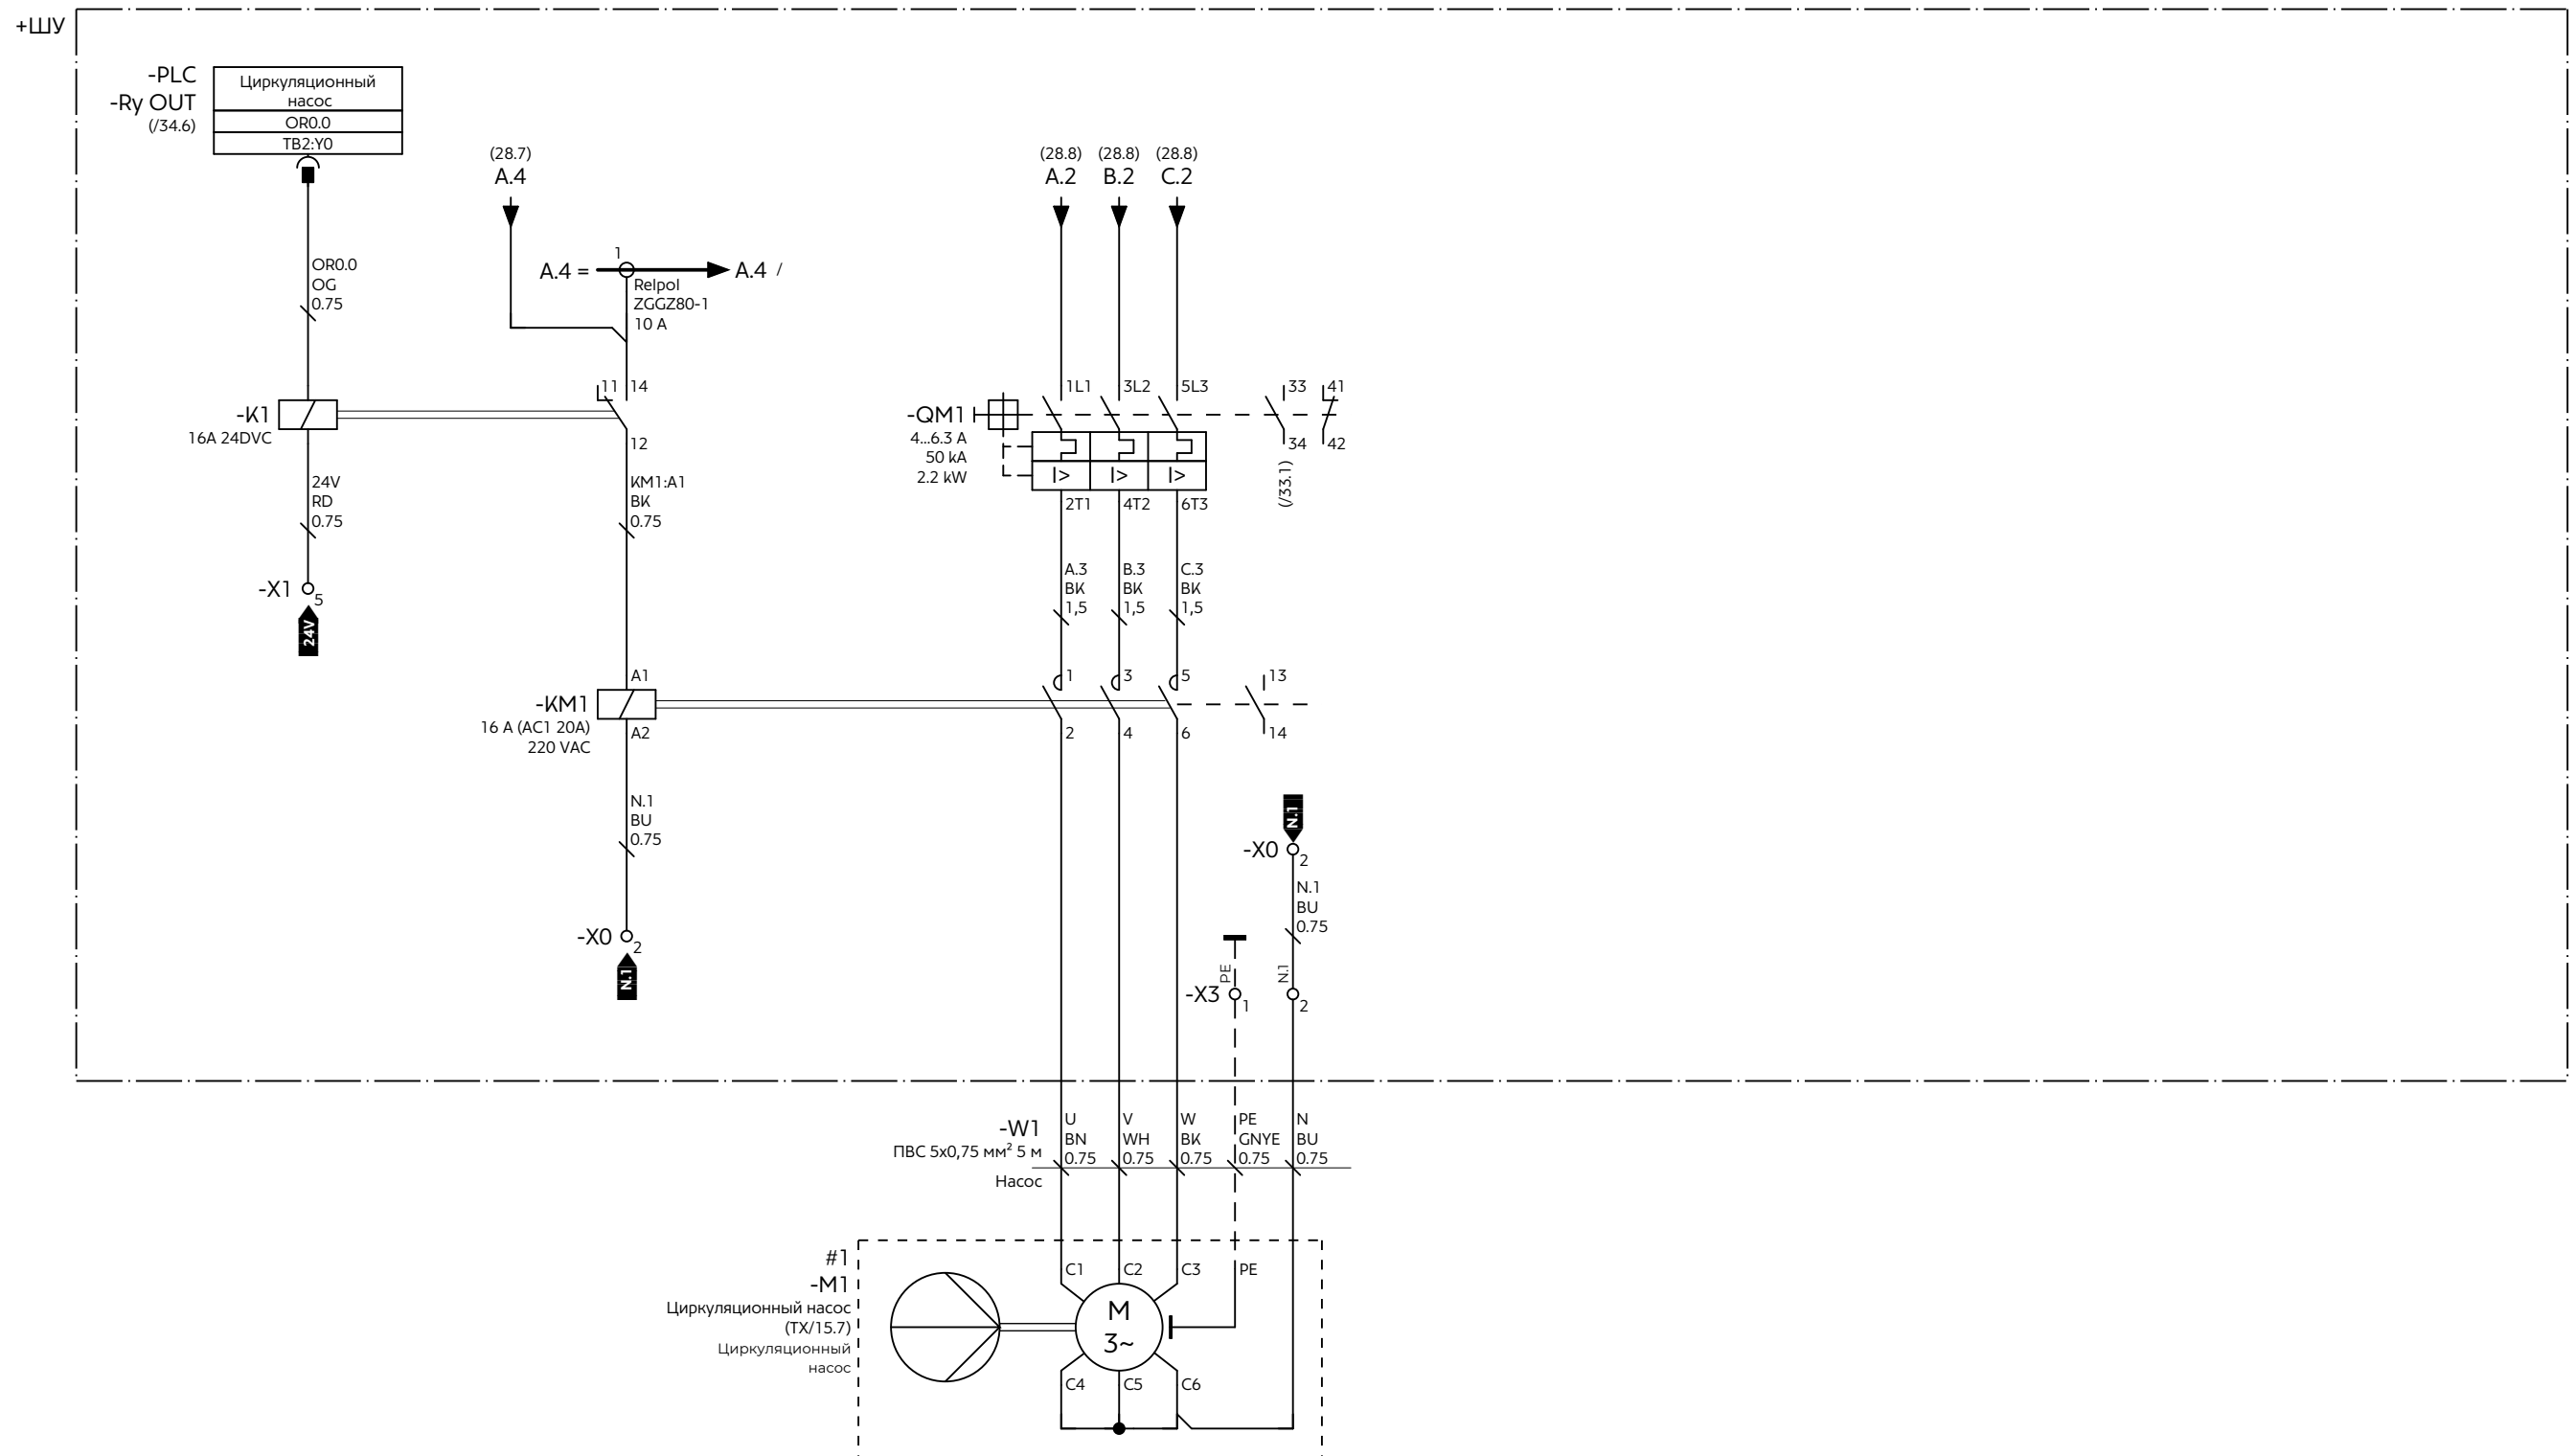 +ШУ
-PLC
-Ry OUT
(/34.6)
Циркуляционный
насос
OR0.0
TB2:Y0
(28.7)
A.4
(28.8) (28.8) (28.8)
A.2 B.2 C.2
OR0.0
OG
0.75
1
A.4 = A.4 /
Relpol
ZGGZ80-1
10 A
-K1
16A 24DVC
11 14
12
-QM1
4...6.3 A
50 kA
2.2 kW
1L1 3L2 5L3 33 41
I> I> I>
34 42
(/33.1)
2T1 4T2 6T3
24V
RD
0.75
KM1:A1
BK
0.75
-X1
5
24V
A.3 B.3 C.3
BK BK BK
1,5 1,5 1,5
-KM1
16 A (AC1 20A)
220 VAC
A1
A2
1 3 5 13
2 4 6 14
N.1
BU
0.75
-X0
2
N.1
N.1
-X0
2
N.1
BU
0.75
PE
N.1
-X3
1 2
-W1
ПВС 5x0,75 мм² 5 м
Насос
U V W PE N
BN WH BK GNYE BU
0.75 0.75 0.75 0.75 0.75
#1
-M1
Циркуляционный насос
(TX/15.7)
Циркуляционный
насос
C1 C2 C3 PE
M
3~
C4 C5 C6